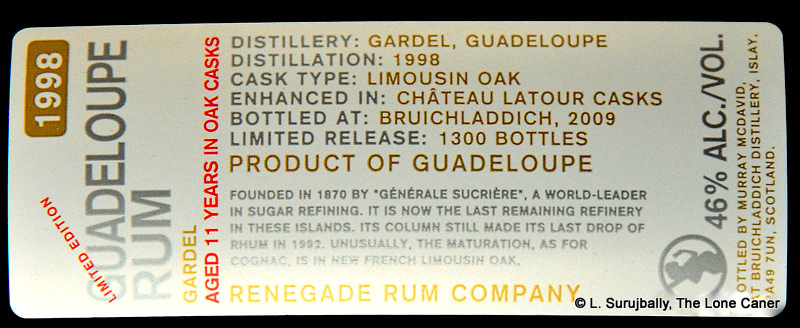 1998
GUADELOUPE
RUM
LIMITED EDITION
GARDEL
AGED 11 YEARS IN OAK CASKS
DISTILLERY: GARDEL, GUADELOUPE
DISTILLATION: 1998
CASK TYPE: LIMOUSIN OAK
ENHANCED IN: CHÂTEAU LATOUR CASKS
BOTTLED AT: BRUICHLADDICH, 2009
LIMITED RELEASE: 1300 BOTTLES
PRODUCT OF GUADELOUPE
FOUNDED IN 1870 BY "GÉNÉRALE SUCRIÈRE", A WORLD-LEADER
IN SUGAR REFINING. IT IS NOW THE LAST REMAINING REFINERY
IN THESE ISLANDS. ITS COLUMN STILL MADE ITS LAST DROP OF
RHUM IN 1992. UNUSUALLY, THE MATURATION, AS FOR
COGNAC, IS IN NEW FRENCH LIMOUSIN OAK.
RENEGADE RUM COMPANY
46% ALC./VOL.
OTTLED BY MURRAY MCDAVID,
AT BRUICHLADDICH DISTILLERY, ISLAY,
PA49 7UN, SCOTLAND.
© L. Surujbally, The Lone Caner